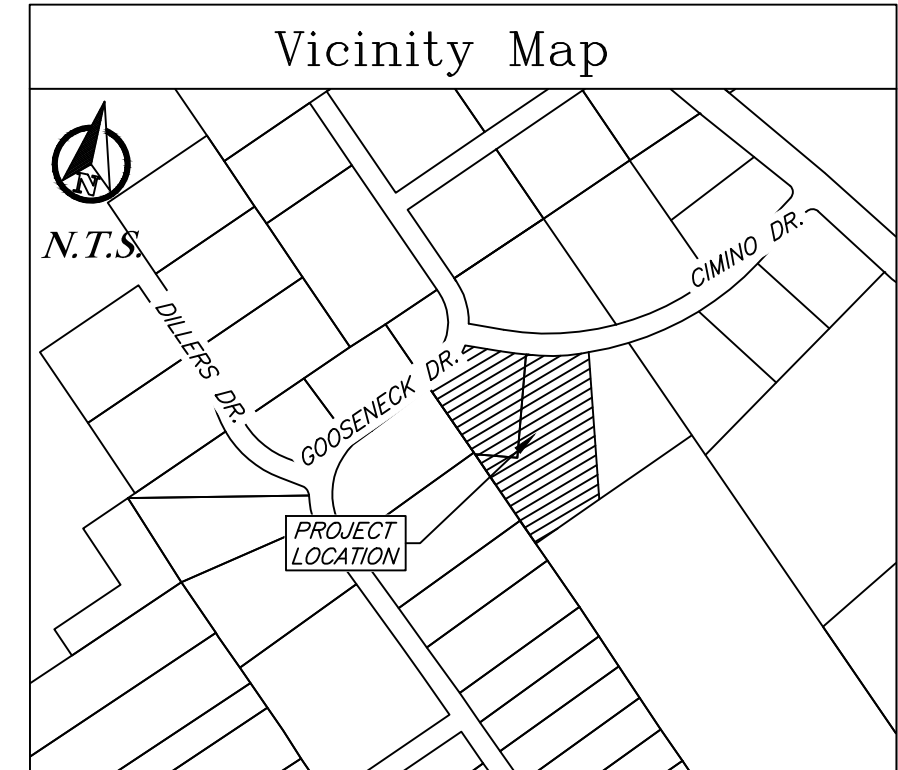 Vicinity Map
N
N.T.S.
CIMINO DR.
DILLERS DR.
GOOSENECK DR.
PROJECT
LOCATION